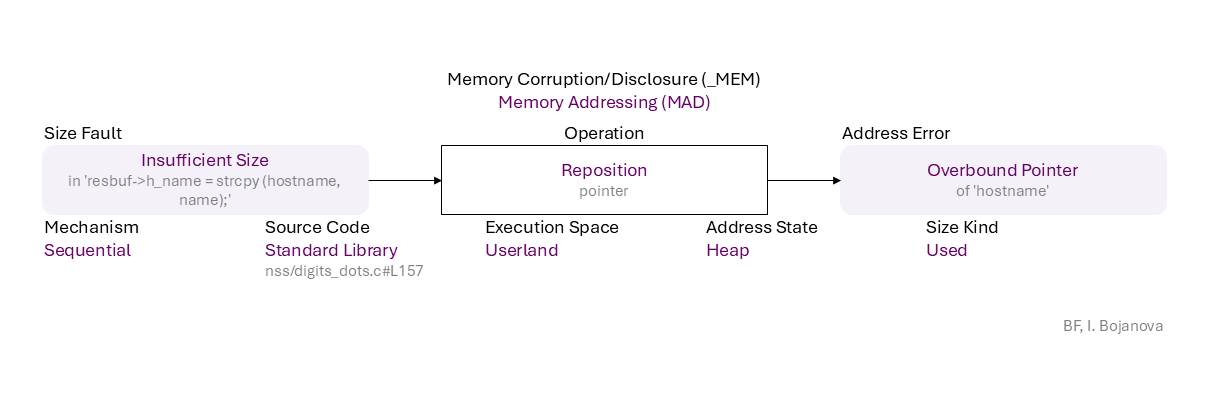 Memory Corruption/Disclosure (_MEM)
Memory Addressing (MAD)
Size Fault
Operation
Address Error
Insufficient Size
in 'resbuf->h_name = strcpy (hostname,
name);'
Reposition
pointer
Overbound Pointer
of 'hostname'
Mechanism
Source Code
Execution Space
Address State
Size Kind
Sequential
Standard Library
Userland
Heap
Used
nss/digits_dots.c#L157
BF, I. Bojanova